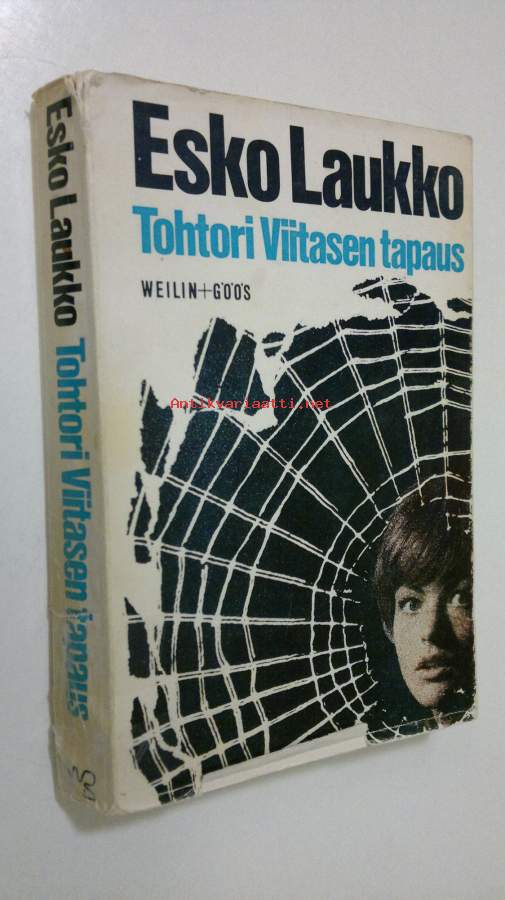 Esko Laukko
Tohtori Viitasen tapaus
WEILIN+GÖÖS
Antikvariaatti.net
Esko Laukko Tohtori Viitasen tapaus